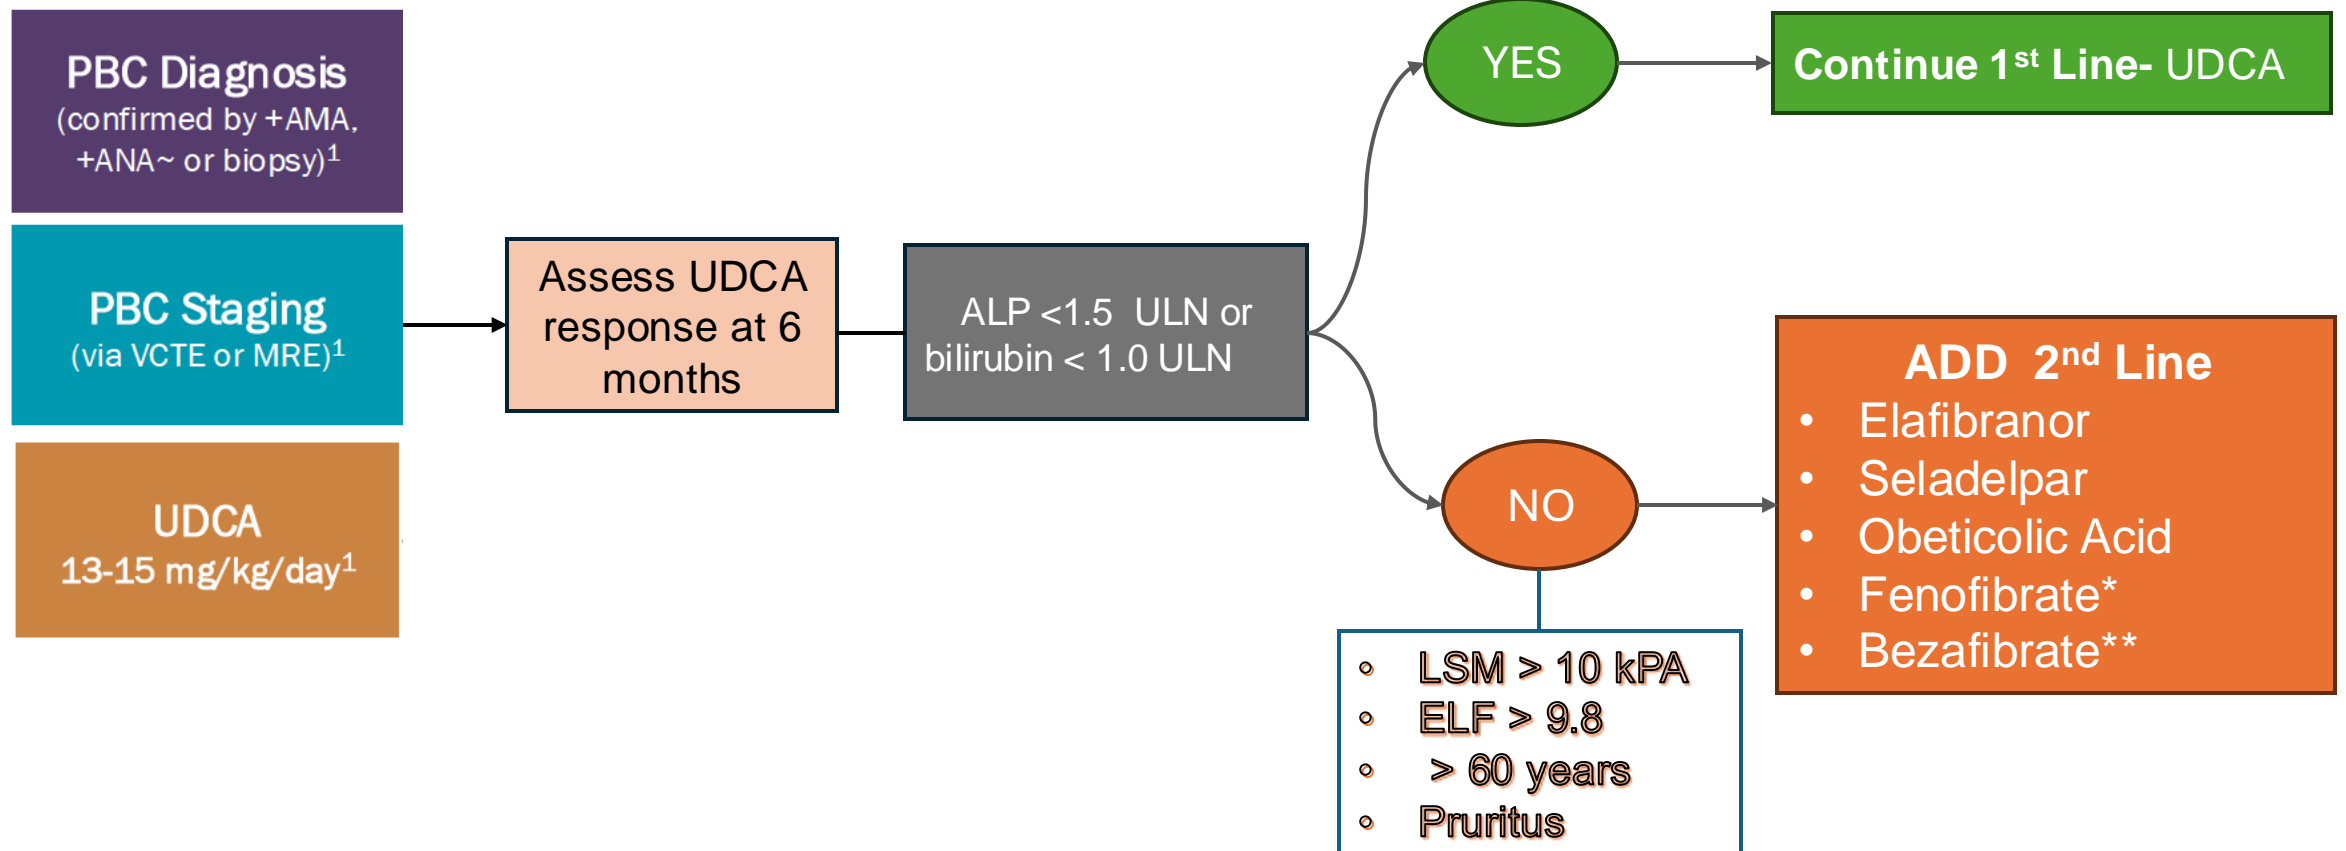 PBC Diagnosis
(confirmed by +AMA,
+ANA~ or biopsy)¹
PBC Staging
(via VCTE or MRE)¹
UDCA
13-15 mg/kg/day¹
Assess UDCA
response at 6
months
ALP <1.5 ULN or
bilirubin < 1.0 ULN
YES
Continue 1st Line- UDCA
NO
• LSM > 10 kPA
• ELF > 9.8
• > 60 years
• Pruritus
ADD 2nd Line
• Elafibranor
• Seladelpar
• Obeticolic Acid
• Fenofibrate*
• Bezafibrate**